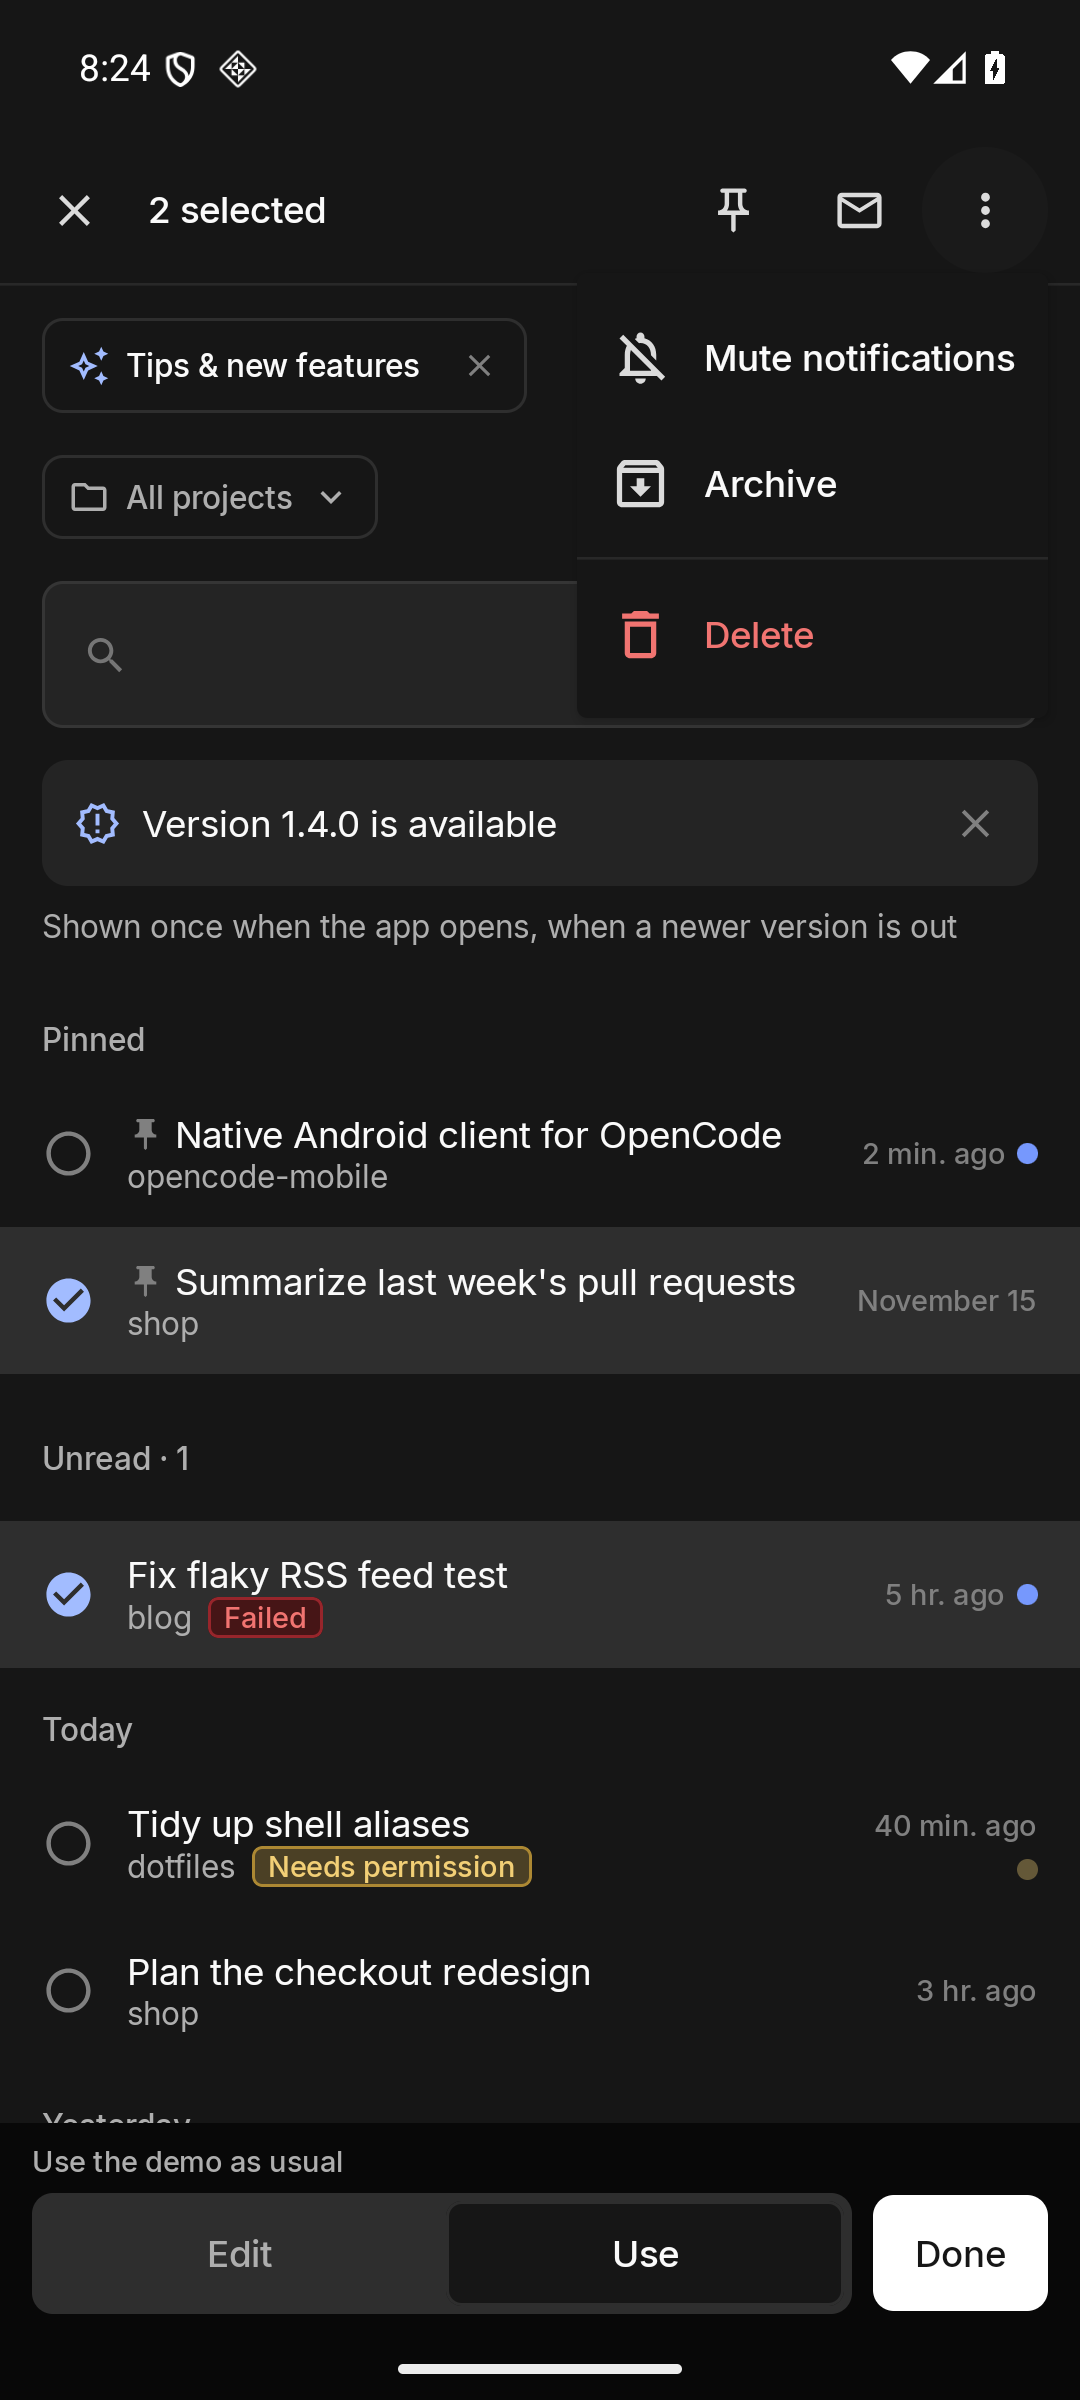 8:24
2 selected
Mute notifications
Archive
Delete
Tips & new features
All projects
Version 1.4.0 is available
Shown once when the app opens, when a newer version is out
Pinned
Native Android client for OpenCode
opencode-mobile
2 min. ago
Summarize last week's pull requests
shop
November 15
Unread · 1
Fix flaky RSS feed test
blog Failed
5 hr. ago
Today
Tidy up shell aliases
dotfiles Needs permission
40 min. ago
Plan the checkout redesign
shop
3 hr. ago
Yesterday
Use the demo as usual
Edit
Use
Done